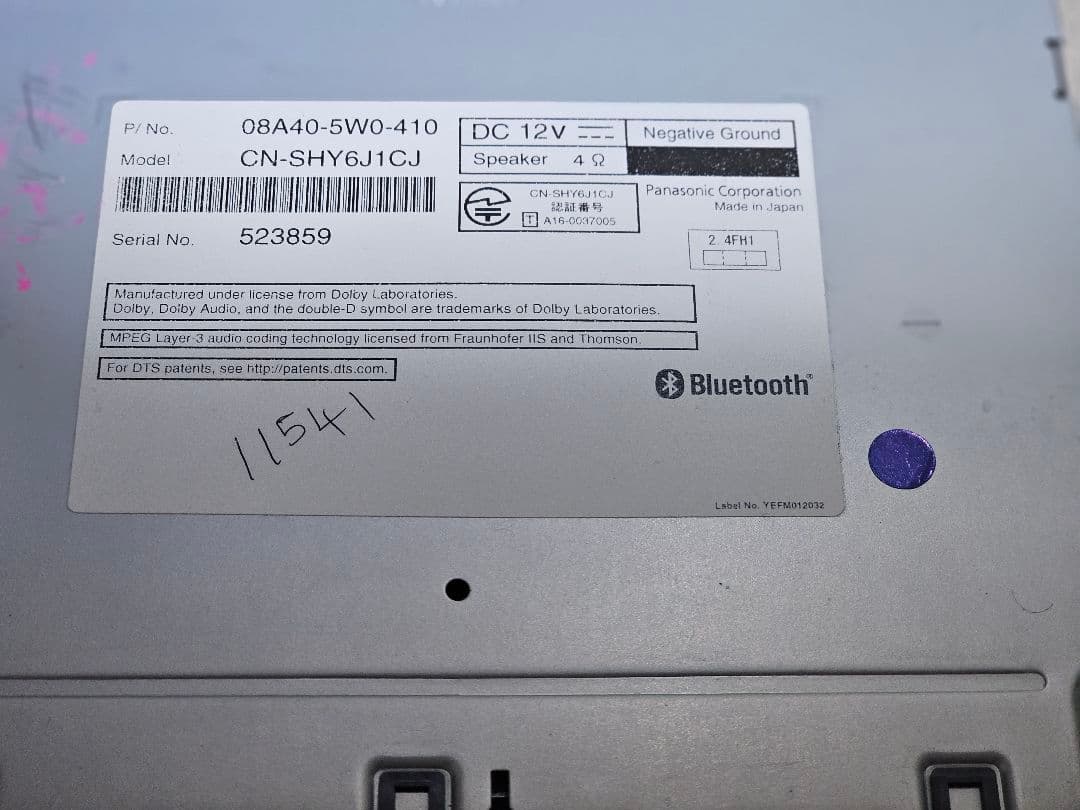 P/No. 08A40-5W0-410
Model CN-SHY6J1CJ
Serial No. 523859
DC 12V
Negative Ground
Speaker 4 Ω
CN-SHY6J1CJ
認証番号
T A16-0037005
Panasonic Corporation
Made in Japan
2.4FH1
Manufactured under license from Dolby Laboratories.
Dolby, Dolby Audio, and the double-D symbol are trademarks of Dolby Laboratories.
MPEG Layer-3 audio coding technology licensed from Fraunhofer IIS and Thomson.
For DTS patents, see http://patents.dts.com.
Bluetooth®
11541
Label No. YEFM012032